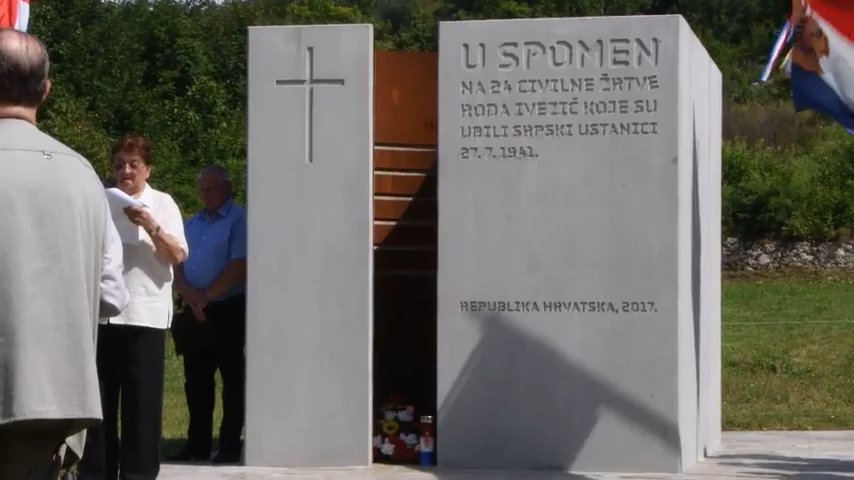 U SPOMEN
NA 24 CIVILNE ŽRTVE
RODA IVEZIĆ KOJE SU
UBILI SRPSKI USTANICI
27. 7. 1941.
REPUBLIKA HRVATSKA, 2017.